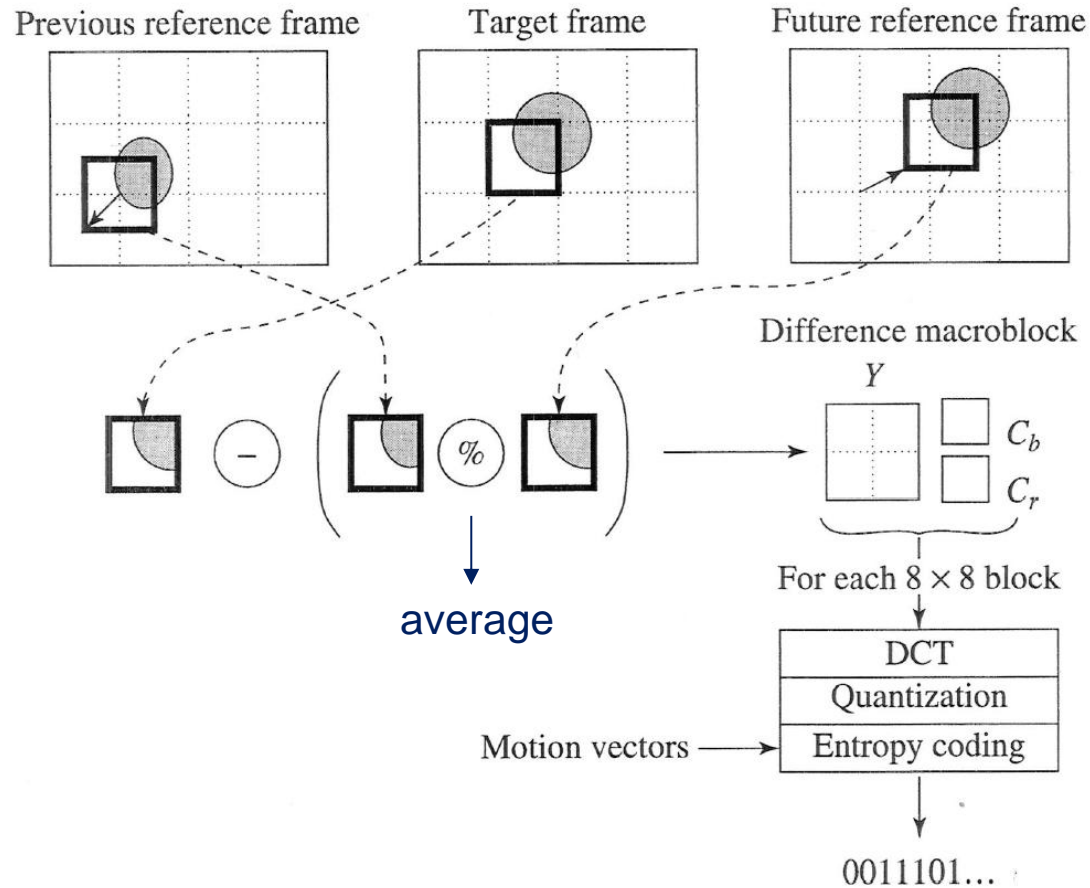 Previous reference frame
Target frame
Future reference frame
Difference macroblock
Y
C_b
C_r
−
%
average
For each 8 × 8 block
DCT
Quantization
Motion vectors
Entropy coding
0011101...